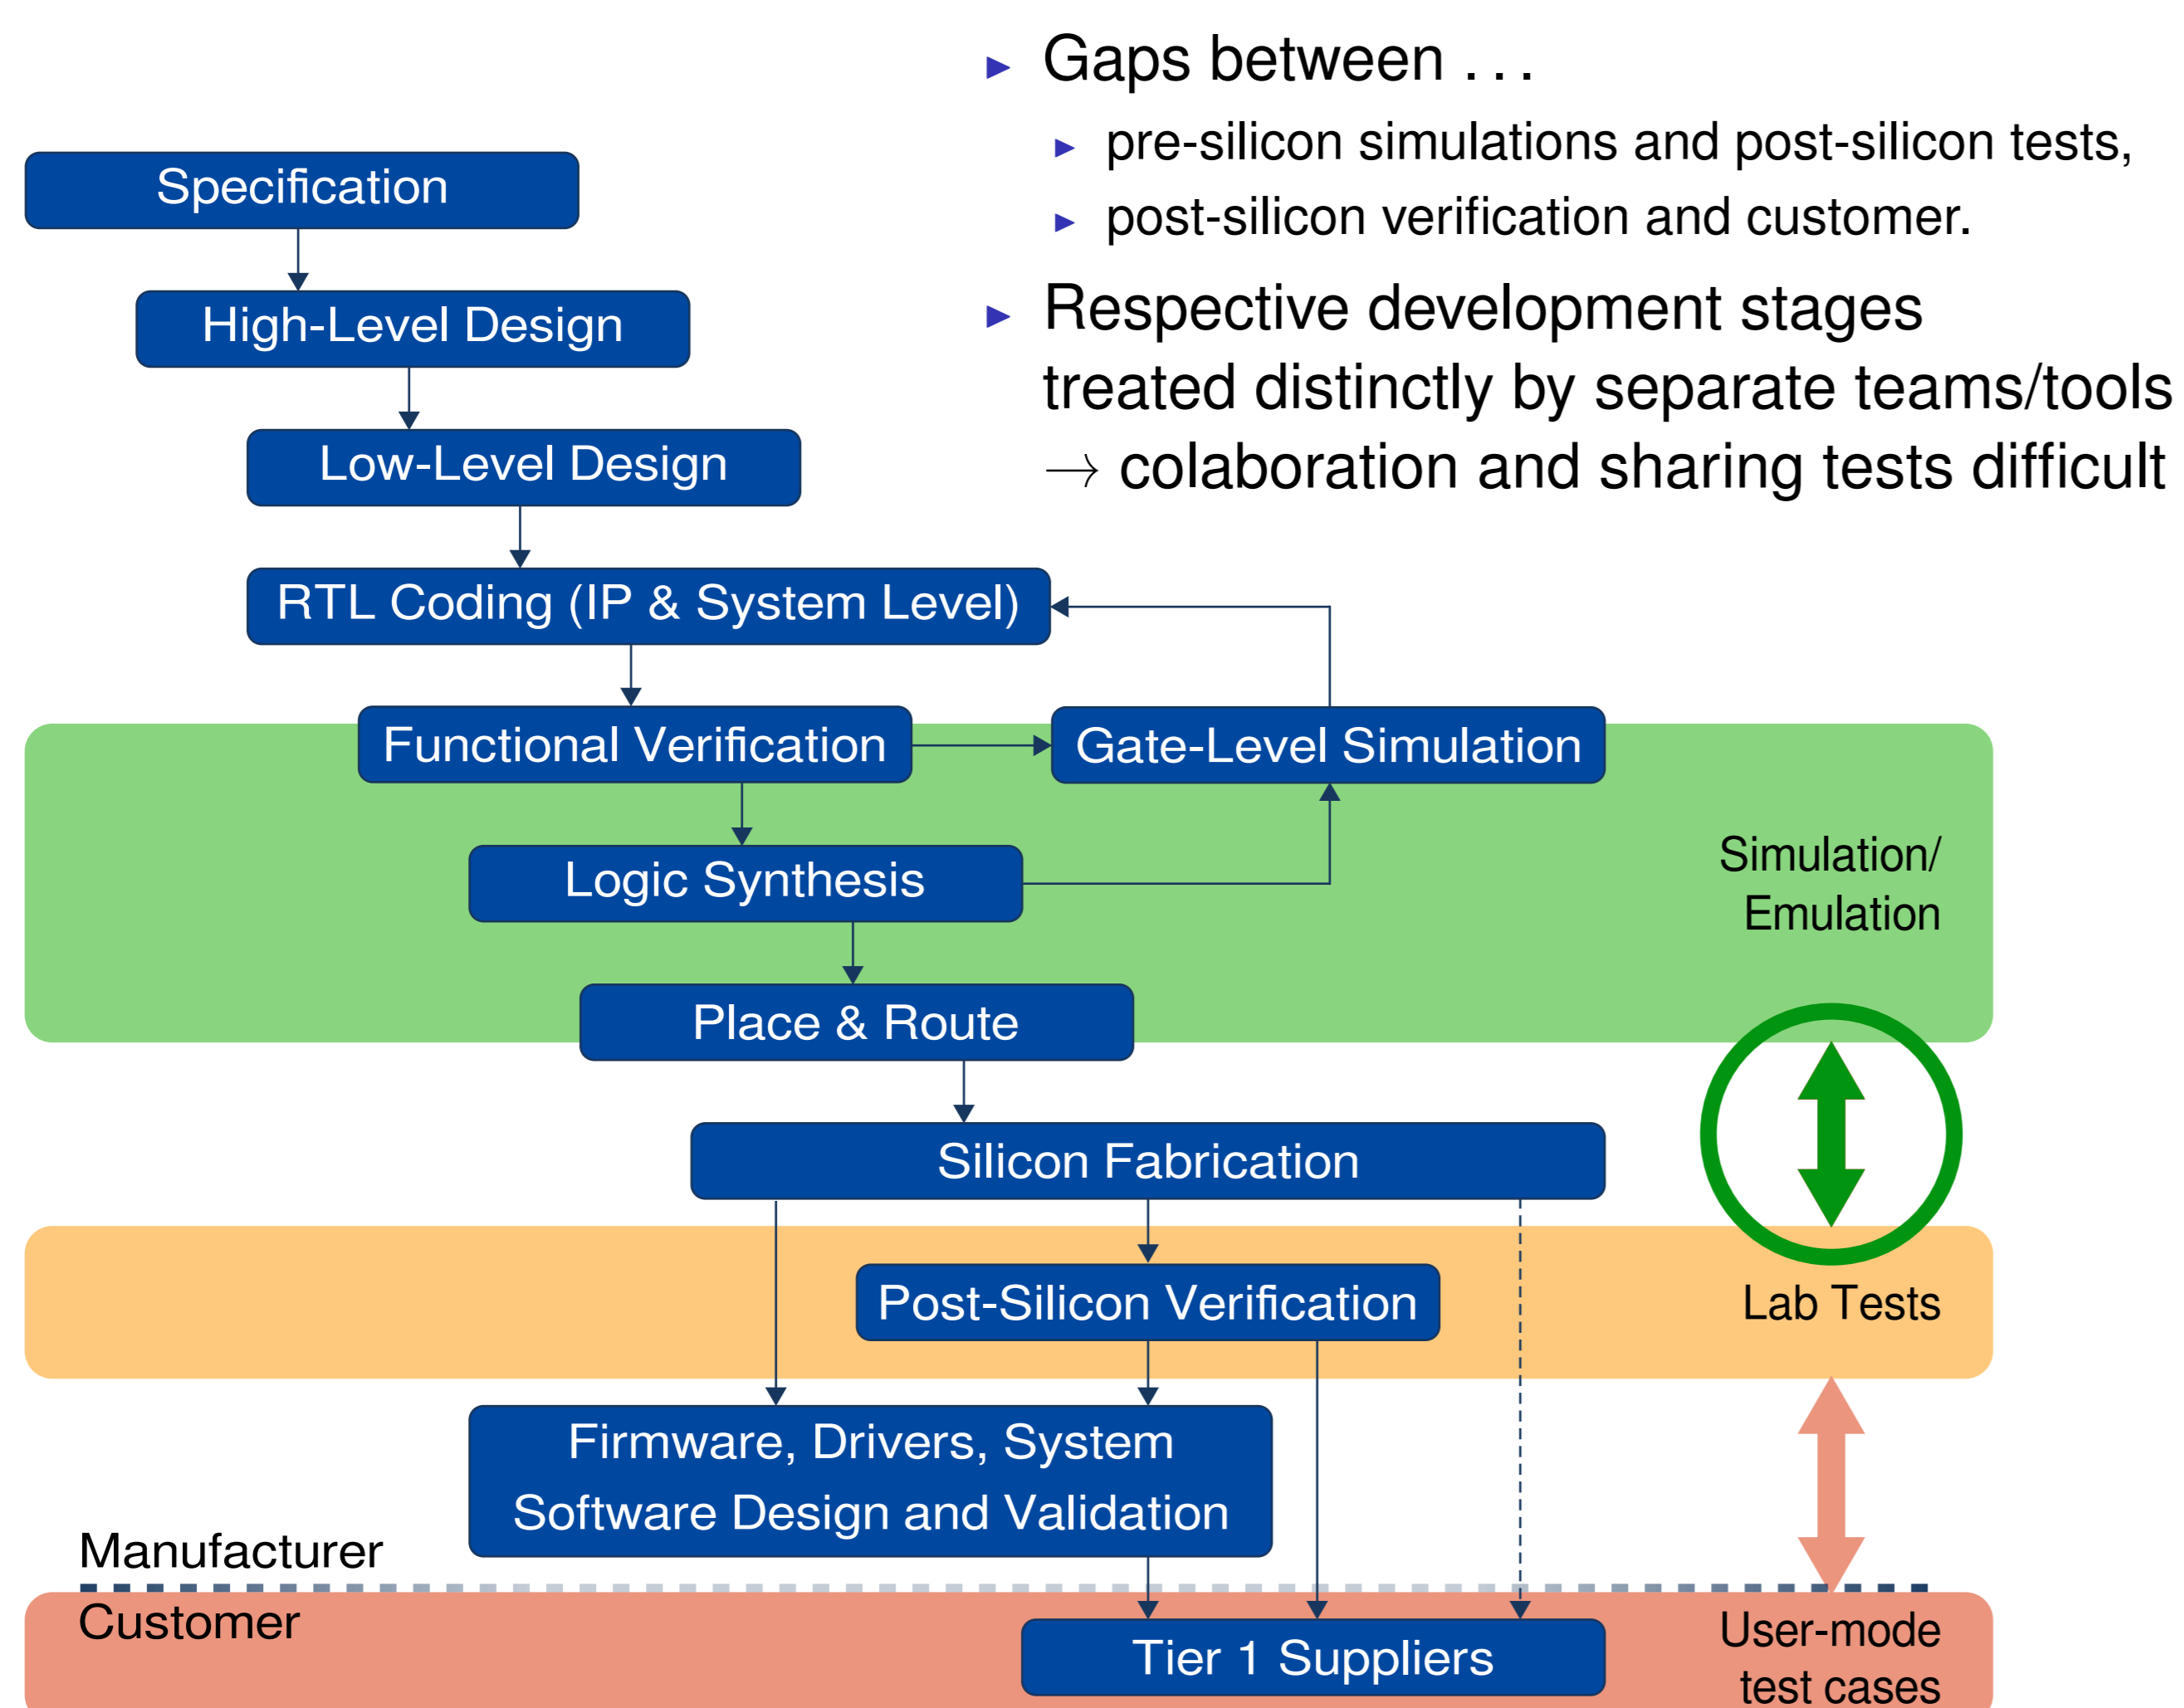 Gaps between . . .
pre-silicon simulations and post-silicon tests,
post-silicon verification and customer.
Respective development stages
treated distinctly by separate teams/tools
→ colaboration and sharing tests difficult
Specification
High-Level Design
Low-Level Design
RTL Coding (IP & System Level)
Functional Verification
Gate-Level Simulation
Logic Synthesis
Simulation/
Emulation
Place & Route
Silicon Fabrication
Post-Silicon Verification
Lab Tests
Firmware, Drivers, System
Software Design and Validation
Manufacturer
Customer
Tier 1 Suppliers
User-mode
test cases